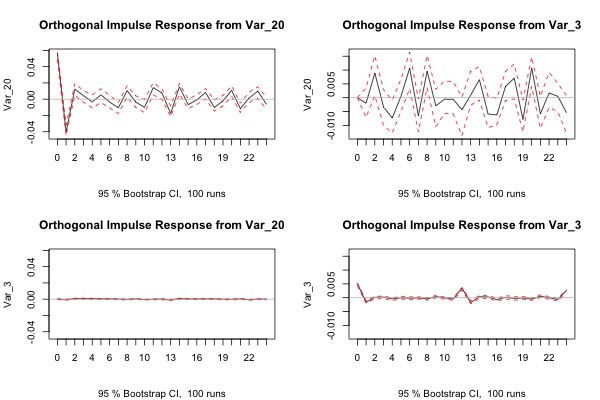 Orthogonal Impulse Response from Var_20
Var_20
0.04
0.00
-0.04
0 2 4 6 8 10 13 16 19 22
95 % Bootstrap CI, 100 runs
Orthogonal Impulse Response from Var_3
Var_20
0.005
-0.010
0 2 4 6 8 10 13 16 19 22
95 % Bootstrap CI, 100 runs
Orthogonal Impulse Response from Var_20
Var_3
0.04
0.00
-0.04
0 2 4 6 8 10 13 16 19 22
95 % Bootstrap CI, 100 runs
Orthogonal Impulse Response from Var_3
Var_3
0.005
-0.010
0 2 4 6 8 10 13 16 19 22
95 % Bootstrap CI, 100 runs